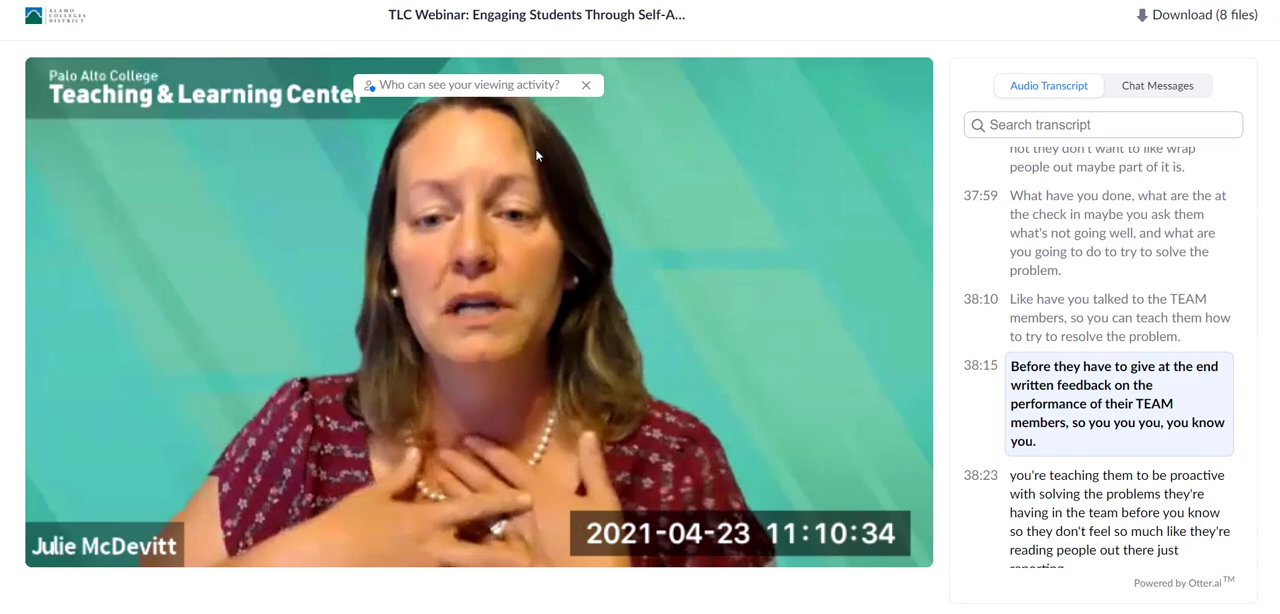 ALAMO
COLLEGES
DISTRICT
TLC Webinar: Engaging Students Through Self-A...
Download (8 files)
Palo Alto College
Teaching & Learning Center
Who can see your viewing activity?
Julie McDevitt
2021-04-23 11:10:34
Audio Transcript
Chat Messages
Search transcript
not they don't want to like wrap
people out maybe part of it is.
37:59 What have you done, what are the at
the check in maybe you ask them
what's not going well, and what are
you going to do to try to solve the
problem.
38:10 Like have you talked to the TEAM
members, so you can teach them how
to try to resolve the problem.
38:15 Before they have to give at the end
written feedback on the
performance of their TEAM
members, so you you you, you know
you.
38:23 you're teaching them to be proactive
with solving the problems they're
having in the team before you know
so they don't feel so much like they're
reading people out there just
reporting
Powered by Otter.ai TM